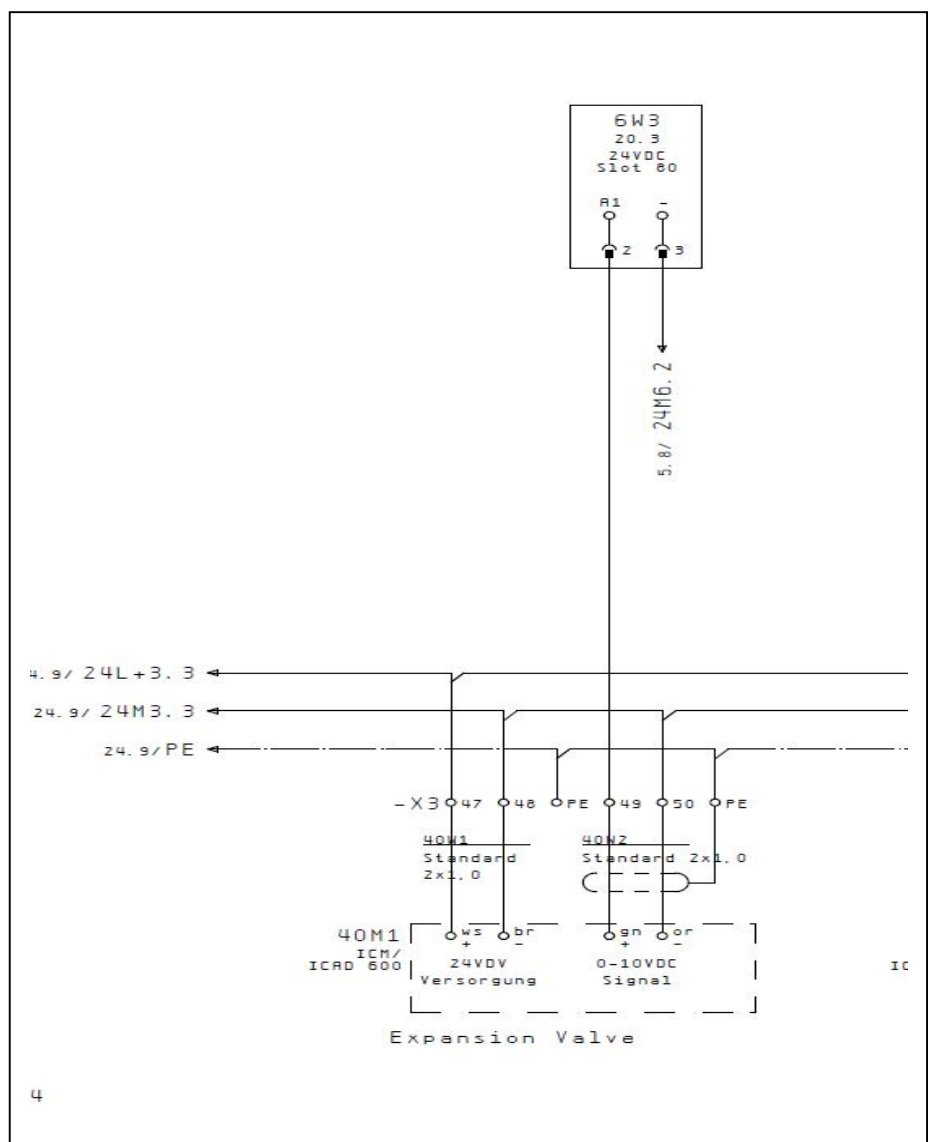 6W3
20.3
24VDC
Slot 80
A1 -
2 3
5.8/ 24M6.2
4.9/ 24L+3.3
24.9/ 24M3.3
24.9/PE
-X3 47 48 PE 49 50 PE
40W1
Standard
2x1,0
40W2
Standard 2x1,0
40M1
ICM/
ICAD 600
ws br gn or
+ - + -
24VDV
Versorgung
0-10VDC
Signal
IC
Expansion Valve
4